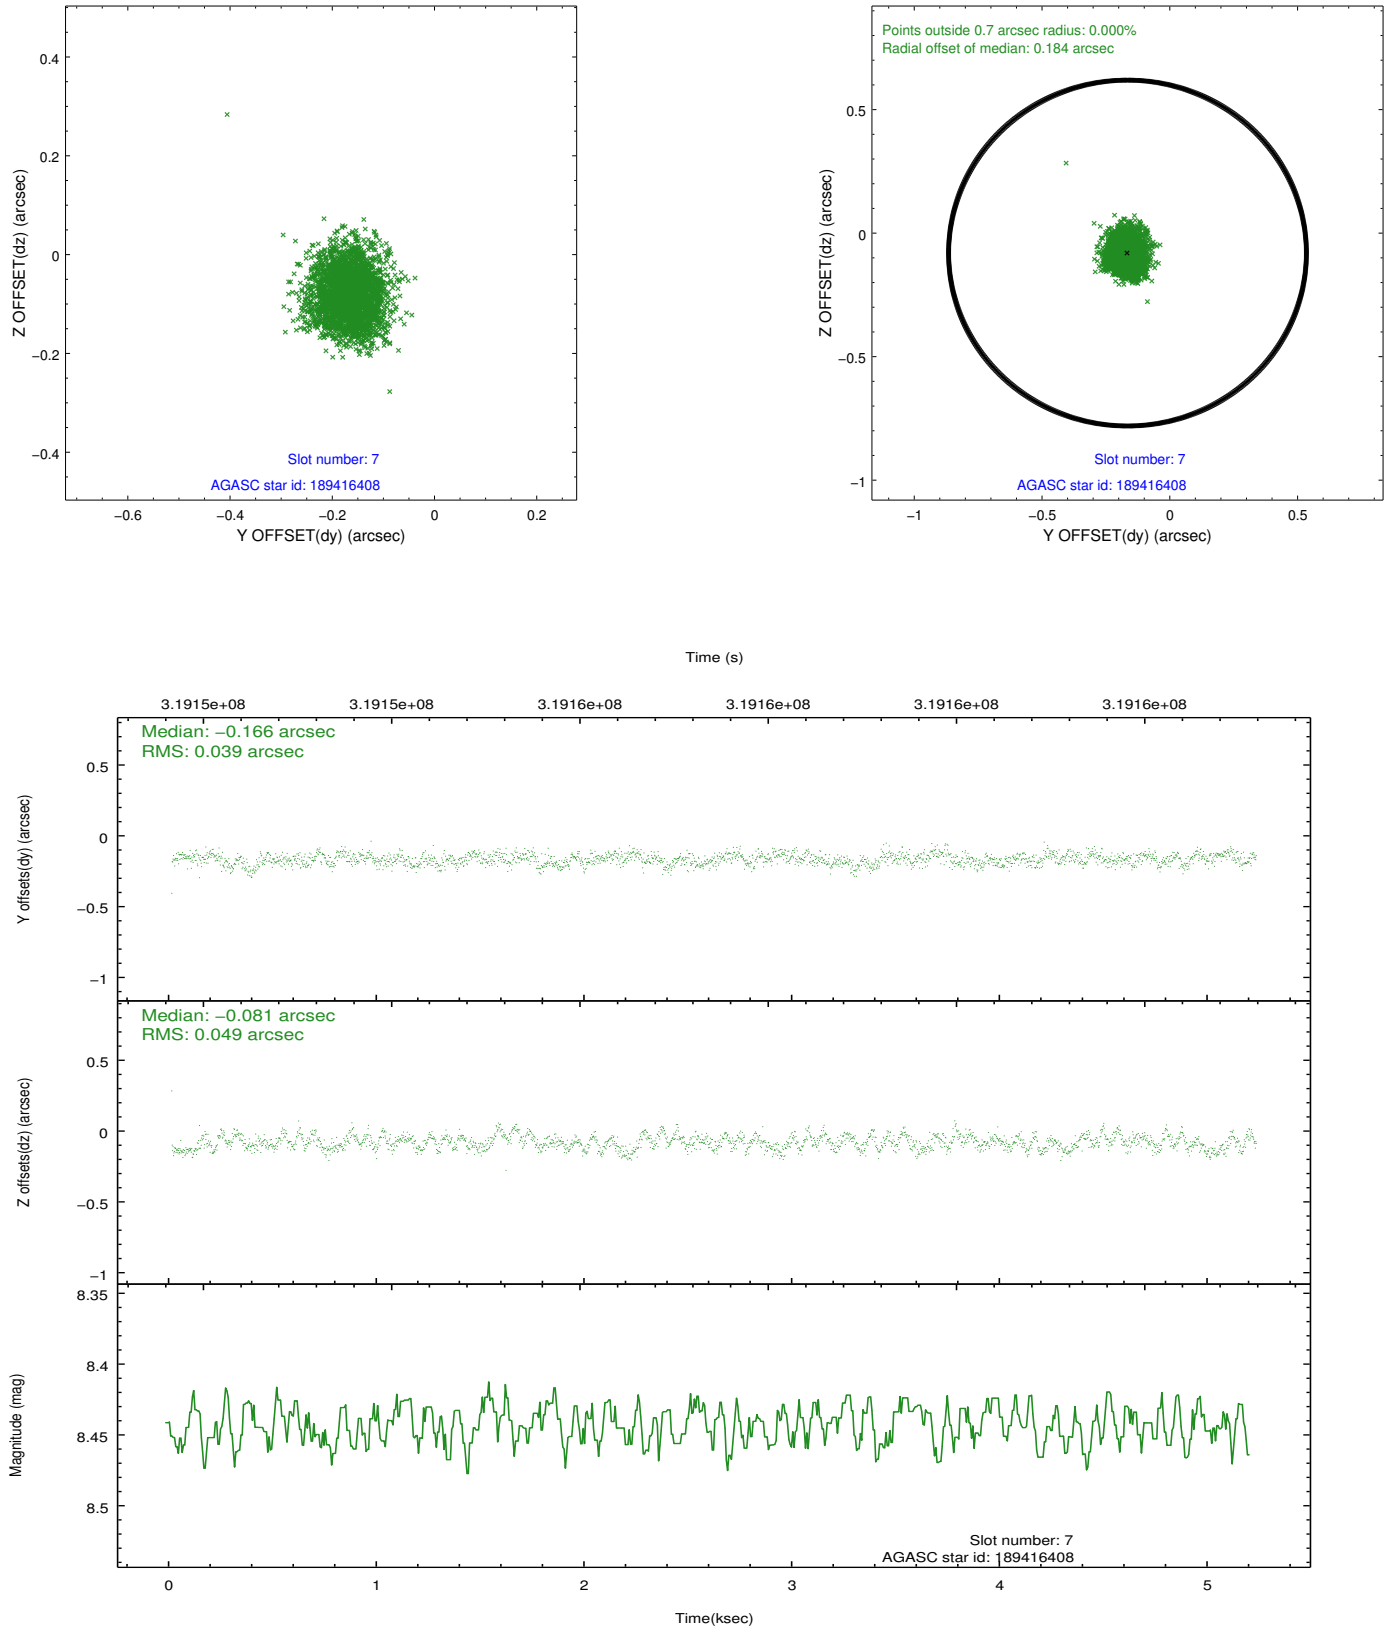 0.4
0.2
0
−0.2
−0.4
Z OFFSET(dz) (arcsec)
Slot number: 7
AGASC star id: 189416408
−0.6
−0.4
−0.2
0
0.2
Y OFFSET(dy) (arcsec)
Points outside 0.7 arcsec radius: 0.000%
Radial offset of median: 0.184 arcsec
0.5
0
−0.5
−1
Z OFFSET(dz) (arcsec)
Slot number: 7
AGASC star id: 189416408
−1
−0.5
0
0.5
Y OFFSET(dy) (arcsec)
Time (s)
3.1915e+08
3.1915e+08
3.1916e+08
3.1916e+08
3.1916e+08
3.1916e+08
Median: −0.166 arcsec
RMS: 0.039 arcsec
0.5
0
−0.5
−1
Y offsets(dy) (arcsec)
Median: −0.081 arcsec
RMS: 0.049 arcsec
0.5
0
−0.5
−1
Z offsets(dz) (arcsec)
8.35
8.4
8.45
8.5
Magnitude (mag)
Slot number: 7
AGASC star id: 189416408
0
1
2
3
4
5
Time(ksec)